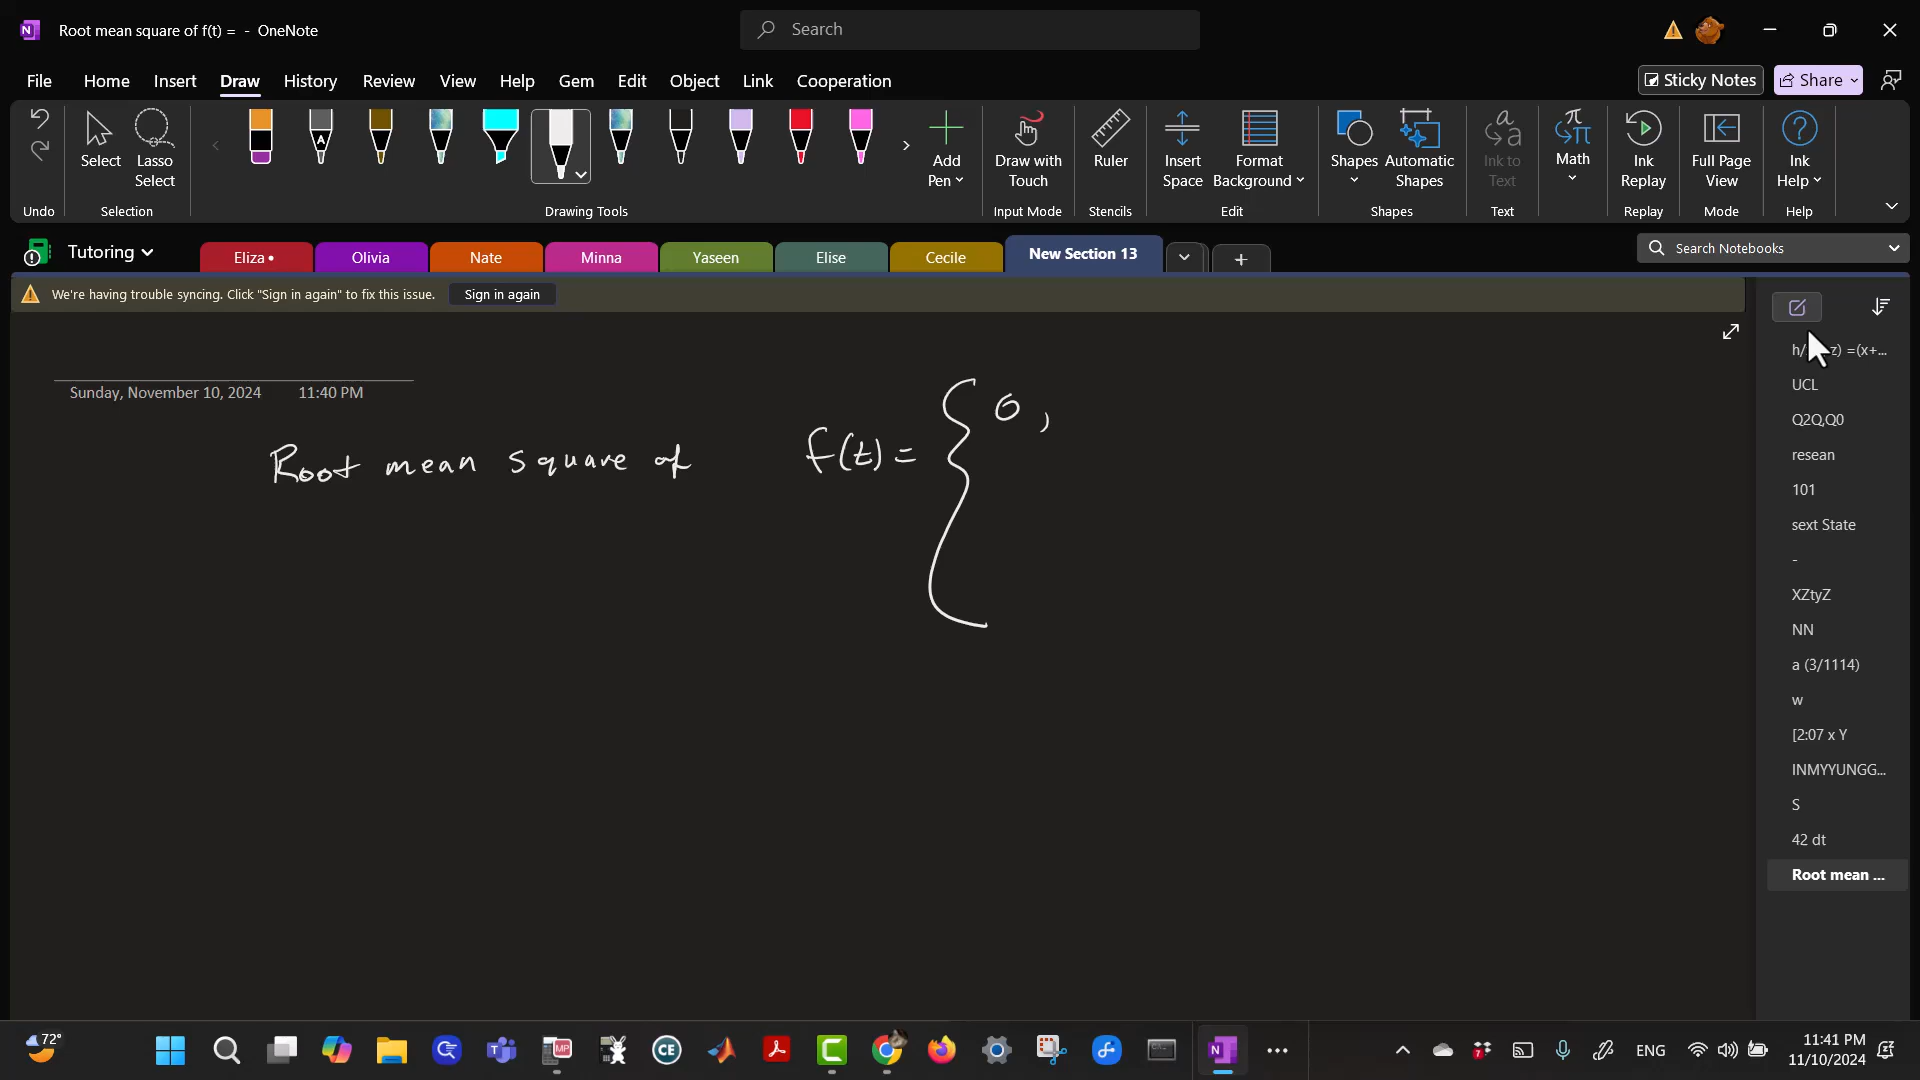 Root mean square of f(t) = - OneNote
Search
File Home Insert Draw History Review View Help Gem Edit Object Link Cooperation
Sticky Notes Share
Select
Lasso Select
Add Pen
Draw with Touch
Ruler
Insert Space
Format Background
Shapes
Automatic Shapes
Ink to Text
Math
Ink Replay
Full Page View
Ink Help
Undo Selection Drawing Tools Input Mode Stencils Edit Shapes Text Replay Mode Help
Tutoring
Eliza Olivia Nate Minna Yaseen Elise Cecile New Section 13
Search Notebooks
We're having trouble syncing. Click "Sign in again" to fix this issue. Sign in again
Sunday, November 10, 2024 11:40 PM
Root mean square of f(t) = { 0 ,
UCL
Q2Q,Q0
resean
101
sext State
-
XZtyZ
NN
a (3/1114)
w
[2:07 x Y
INMYYUNGG...
S
42 dt
Root mean ...
72°
ENG
11:41 PM
11/10/2024